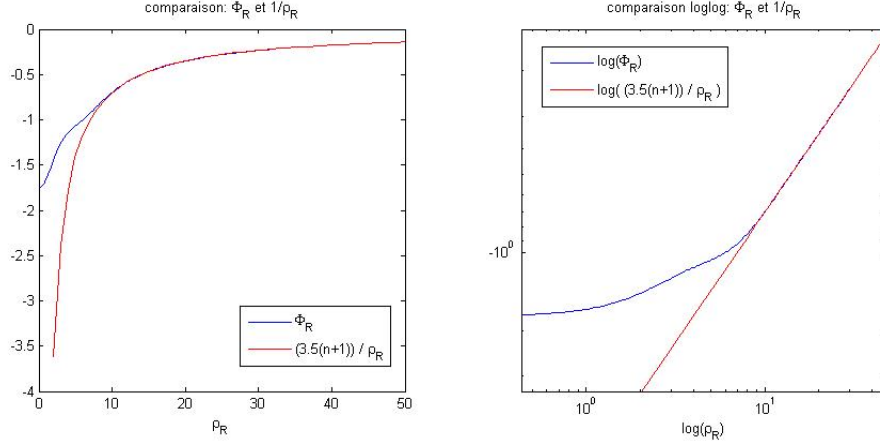 comparaison: Φ_R et 1/ρ_R
0
-0.5
-1
-1.5
-2
-2.5
-3
-3.5
-4
0 10 20 30 40 50
ρ_R
Φ_R
(3.5(n+1)) / ρ_R
comparaison loglog: Φ_R et 1/ρ_R
log(Φ_R)
log( (3.5(n+1)) / ρ_R )
-10^0
10^0 10^1
log(ρ_R)